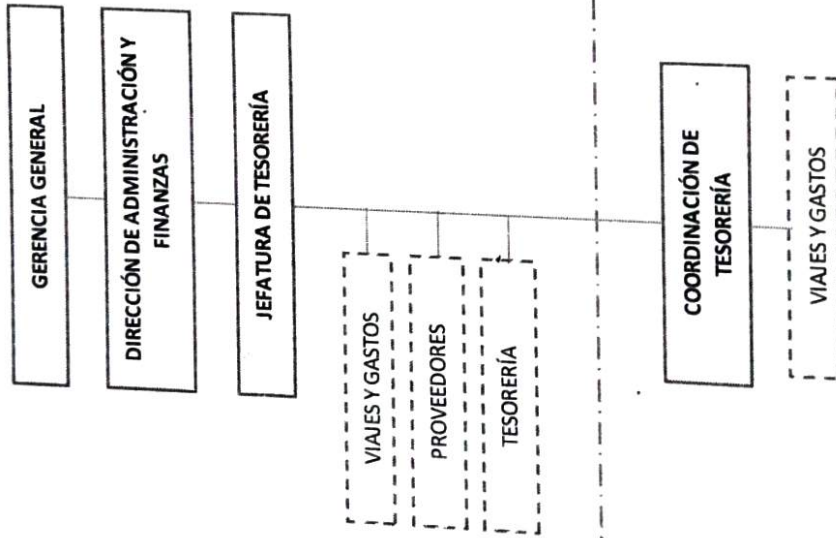 GERENCIA GENERAL
DIRECCIÓN DE ADMINISTRACIÓN Y
FINANZAS
JEFATURA DE TESORERÍA
VIAJES Y GASTOS
PROVEEDORES
TESORERÍA
COORDINACIÓN DE
TESORERÍA
VIAJES Y GASTOS